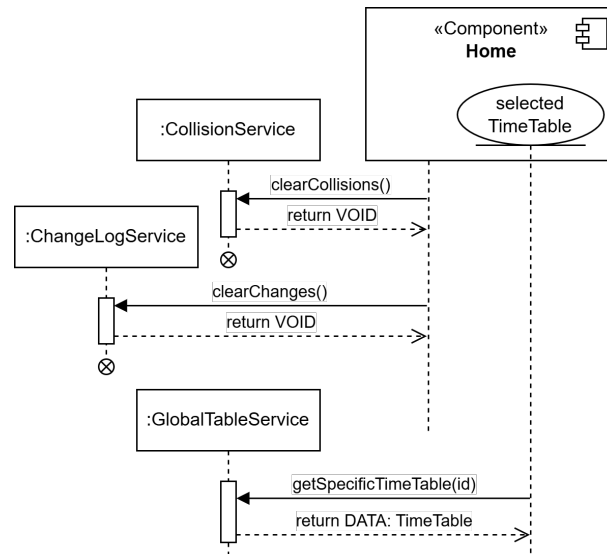 «Component»
Home
selected
TimeTable
:CollisionService
clearCollisions()
return VOID
:ChangeLogService
clearChanges()
return VOID
:GlobalTableService
getSpecificTimeTable(id)
return DATA: TimeTable